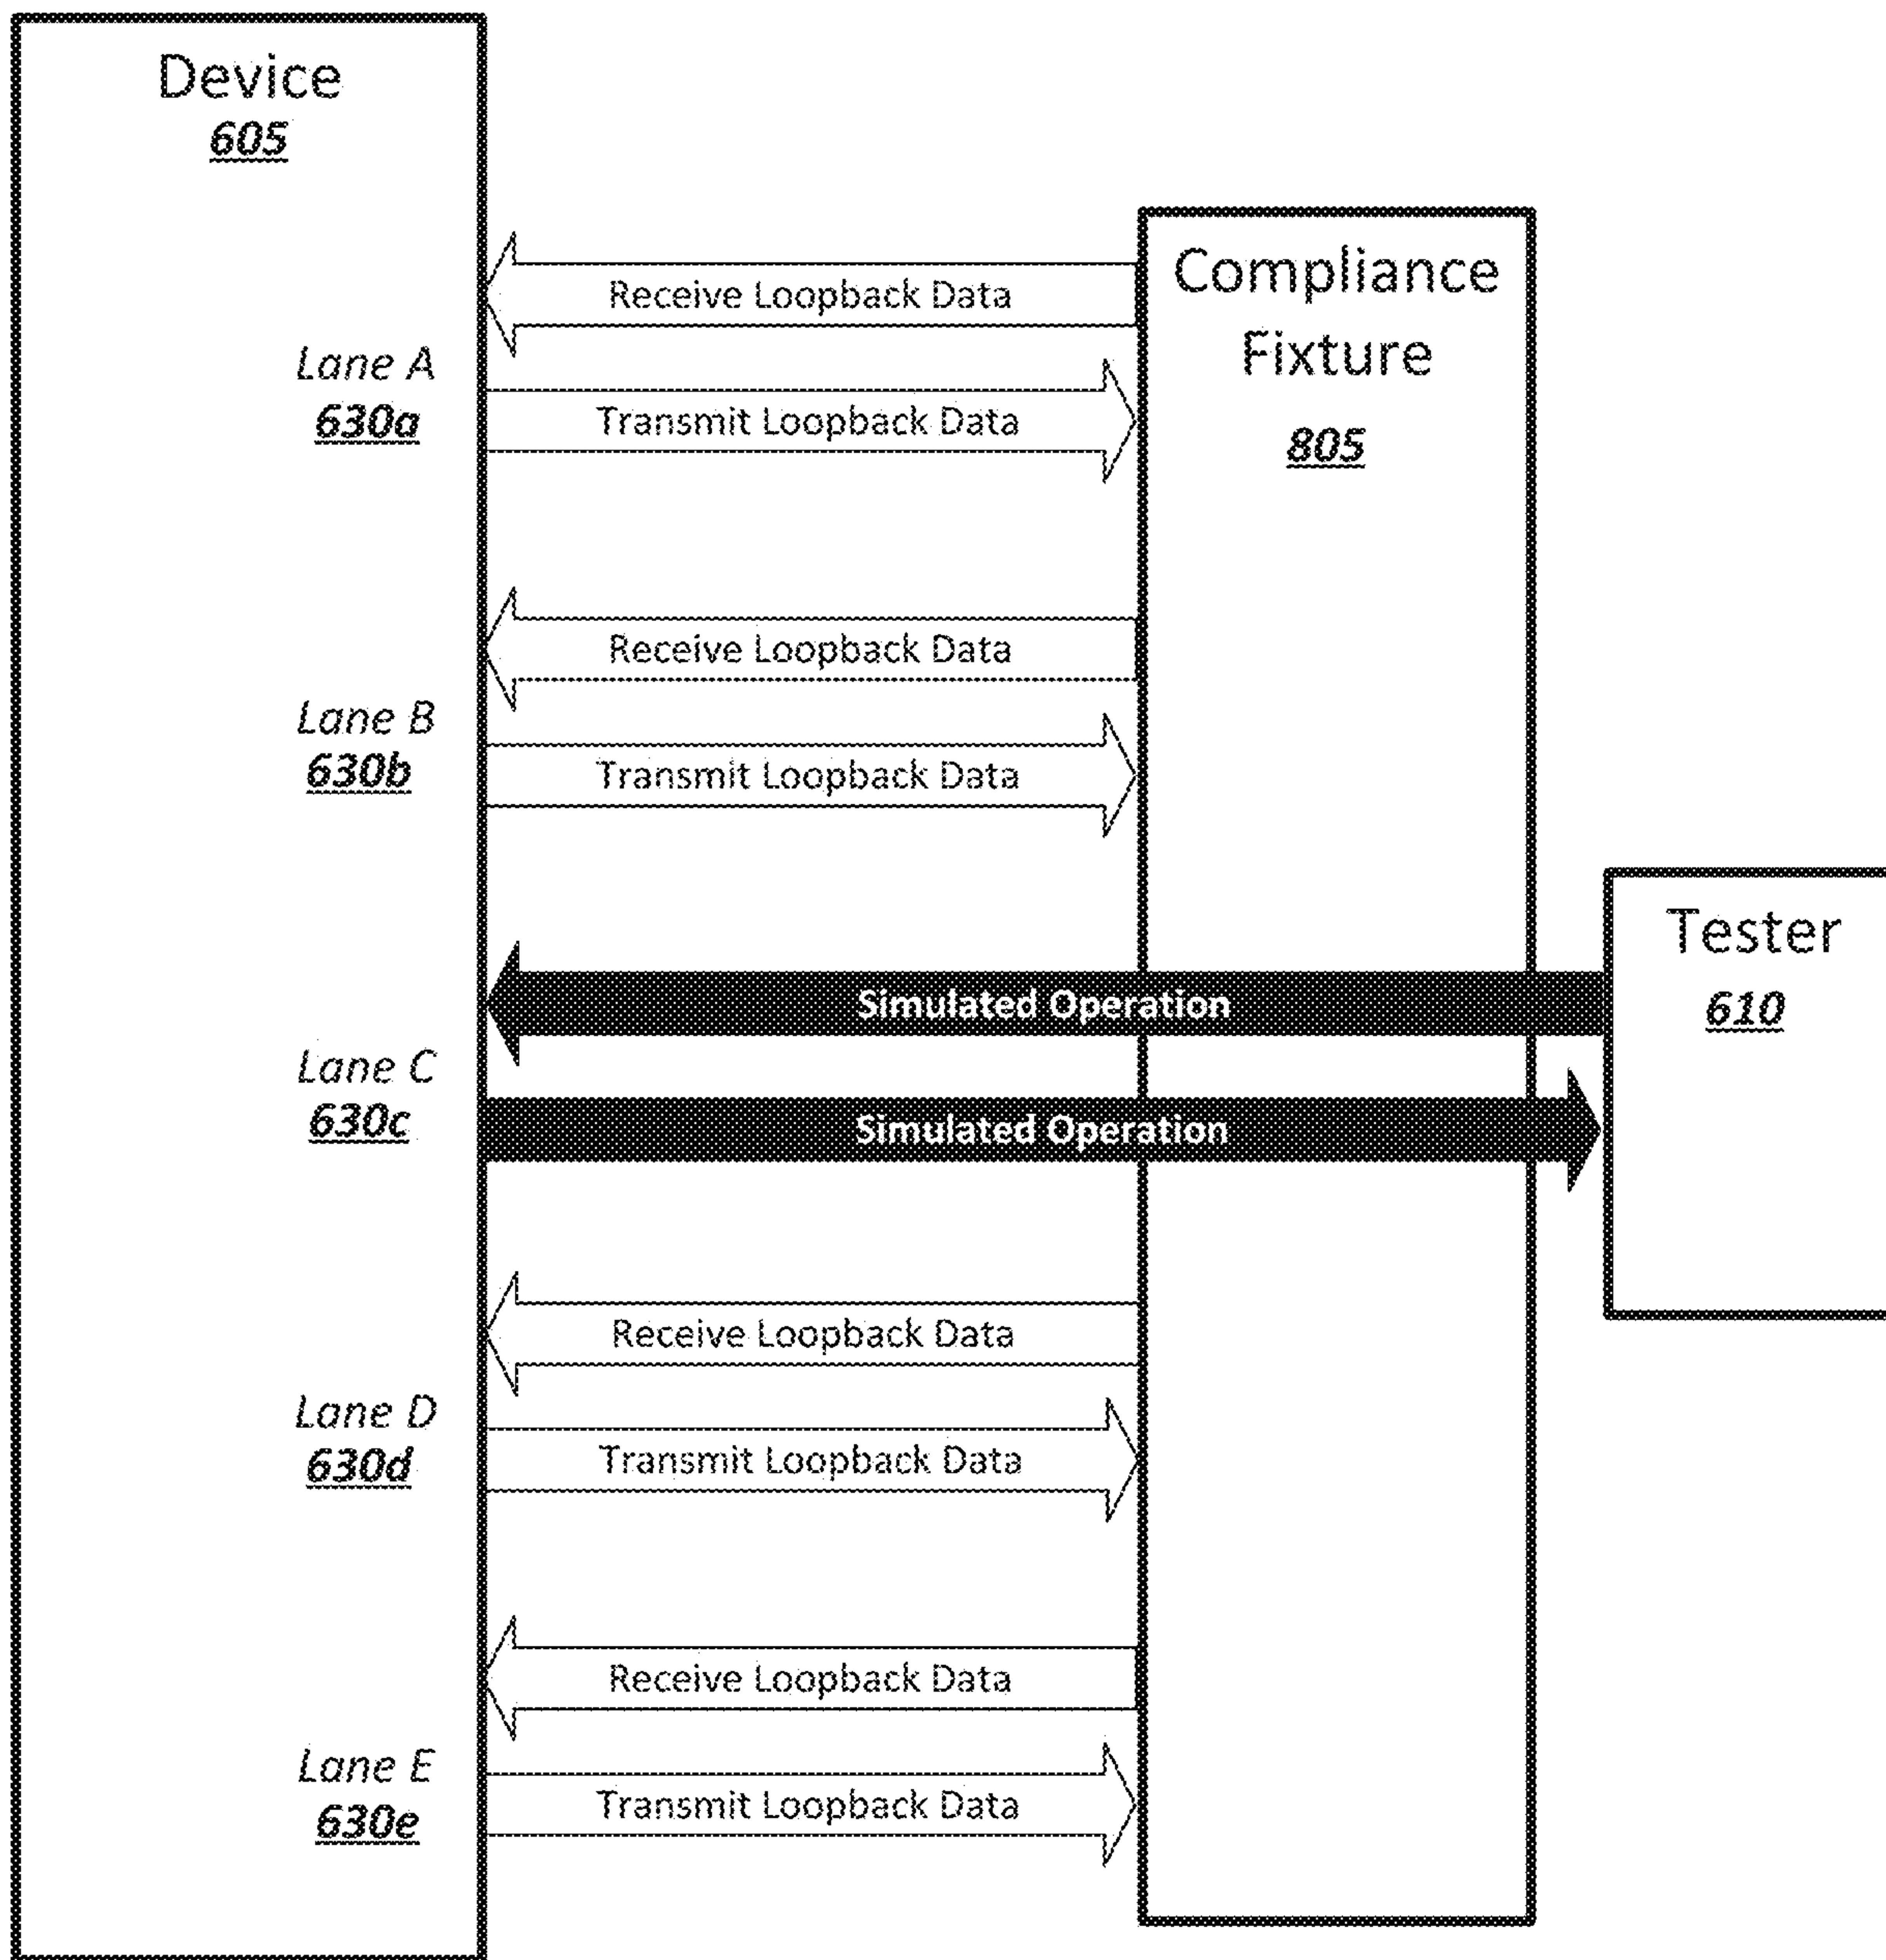 Device
605
Compliance
Fixture
805
Receive Loopback Data
Lane A
630a
Transmit Loopback Data
Receive Loopback Data
Lane B
630b
Transmit Loopback Data
Tester
610
Simulated Operation
Lane C
630c
Simulated Operation
Receive Loopback Data
Lane D
630d
Transmit Loopback Data
Receive Loopback Data
Lane E
630e
Transmit Loopback Data